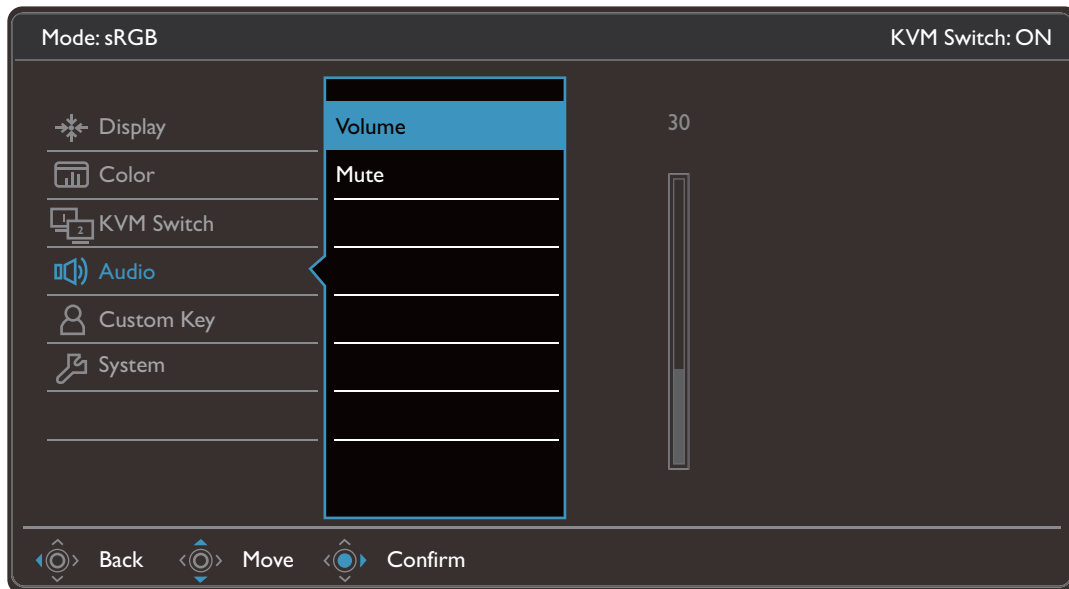 Mode: sRGB KVM Switch: ON
Display
Color
1
2
KVM Switch
Audio
Custom Key
System
Volume
Mute
30
Back Move Confirm